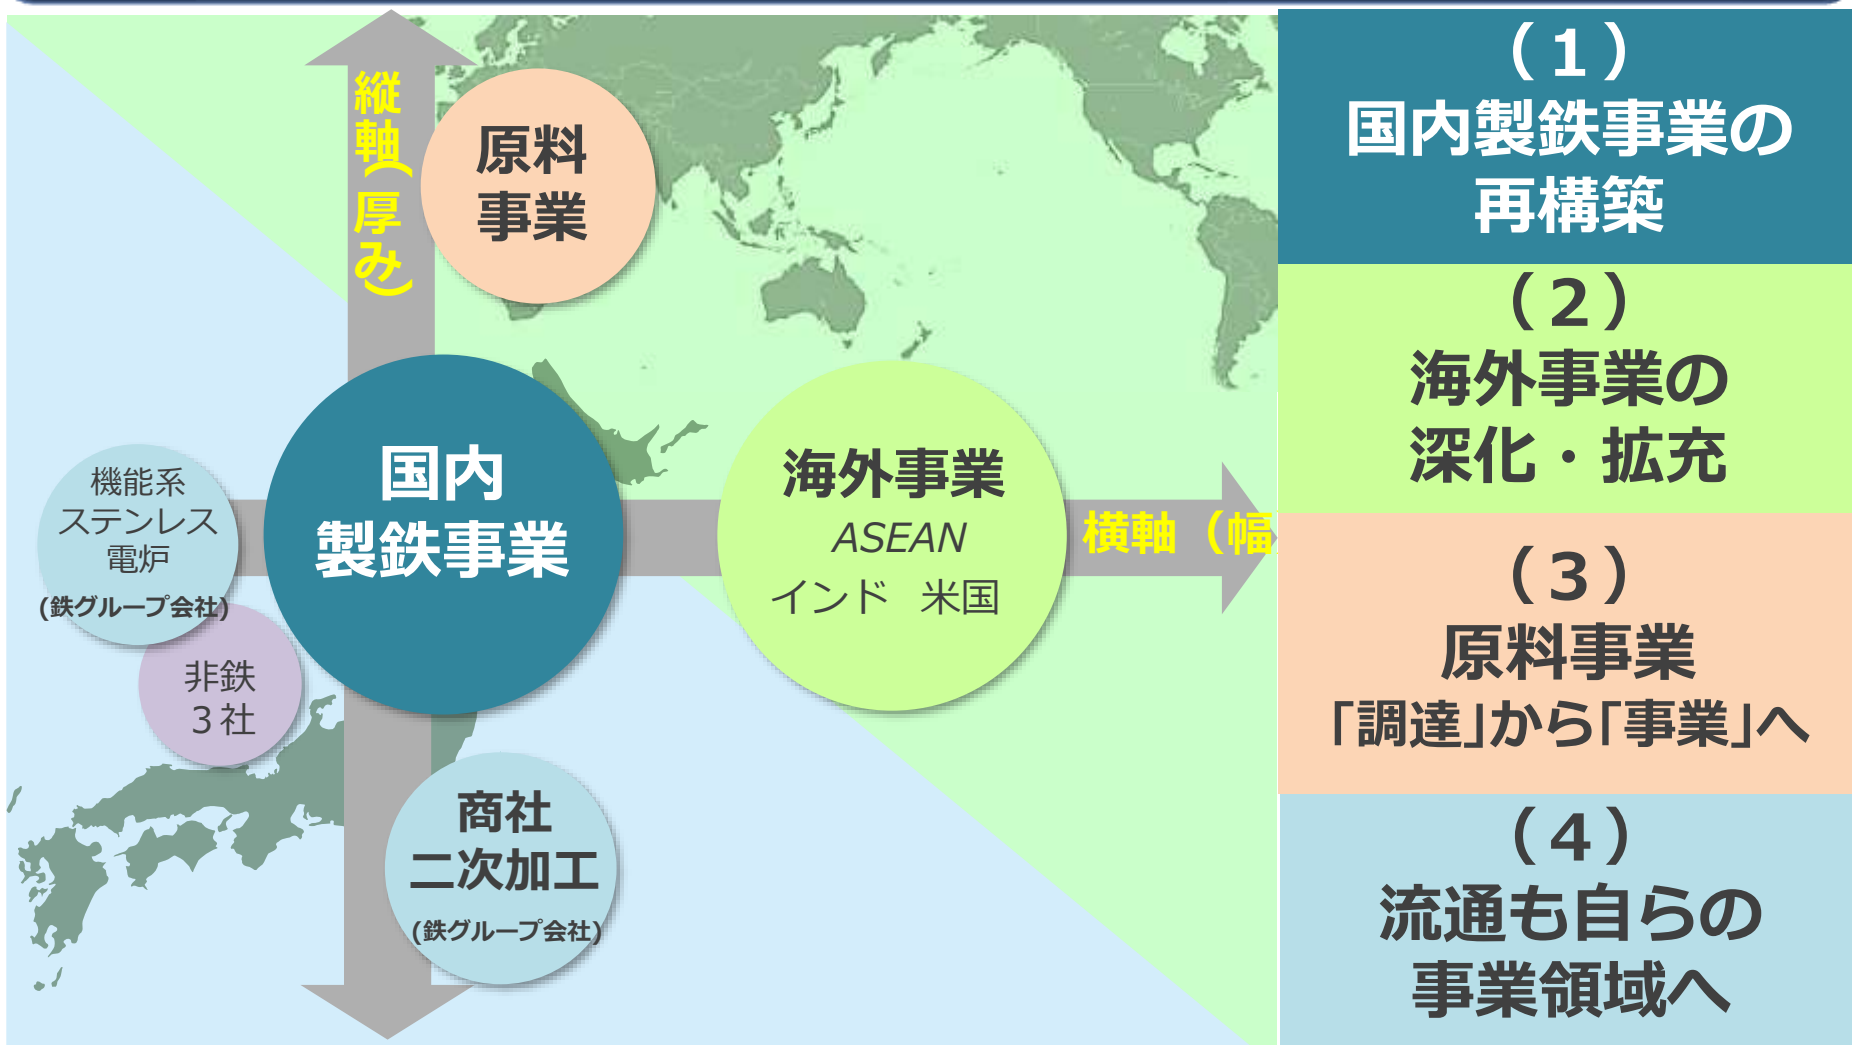 縦軸(厚み)
原料
事業
国内
製鉄事業
機能系
ステンレス
電炉
(鉄グループ会社)
非鉄
３社
海外事業
ASEAN
インド 米国
横軸（幅
商社
二次加工
(鉄グループ会社)
（１）
国内製鉄事業の
再構築
（２）
海外事業の
深化・拡充
（３）
原料事業
｢調達｣から｢事業｣へ
（４）
流通も自らの
事業領域へ